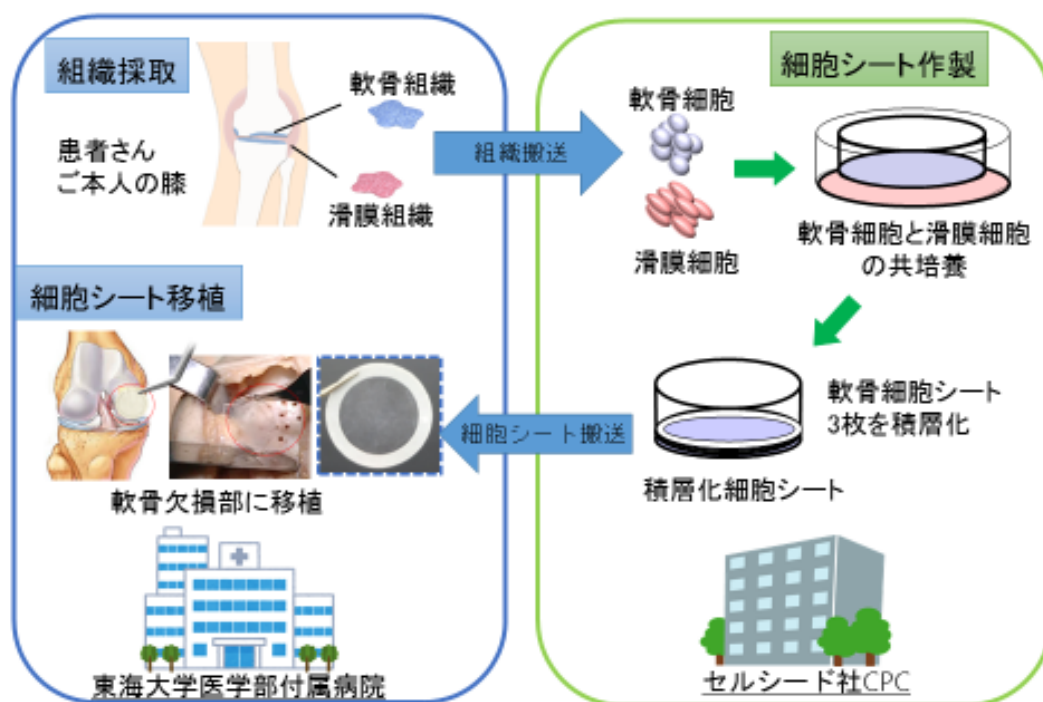 組織採取
軟骨組織
患者さん
ご本人の膝
滑膜組織
組織搬送
細胞シート作製
軟骨細胞
滑膜細胞
軟骨細胞と滑膜細胞
の共培養
軟骨細胞シート
3枚を積層化
積層化細胞シート
細胞シート搬送
細胞シート移植
軟骨欠損部に移植
東海大学医学部付属病院
セルシード社CPC